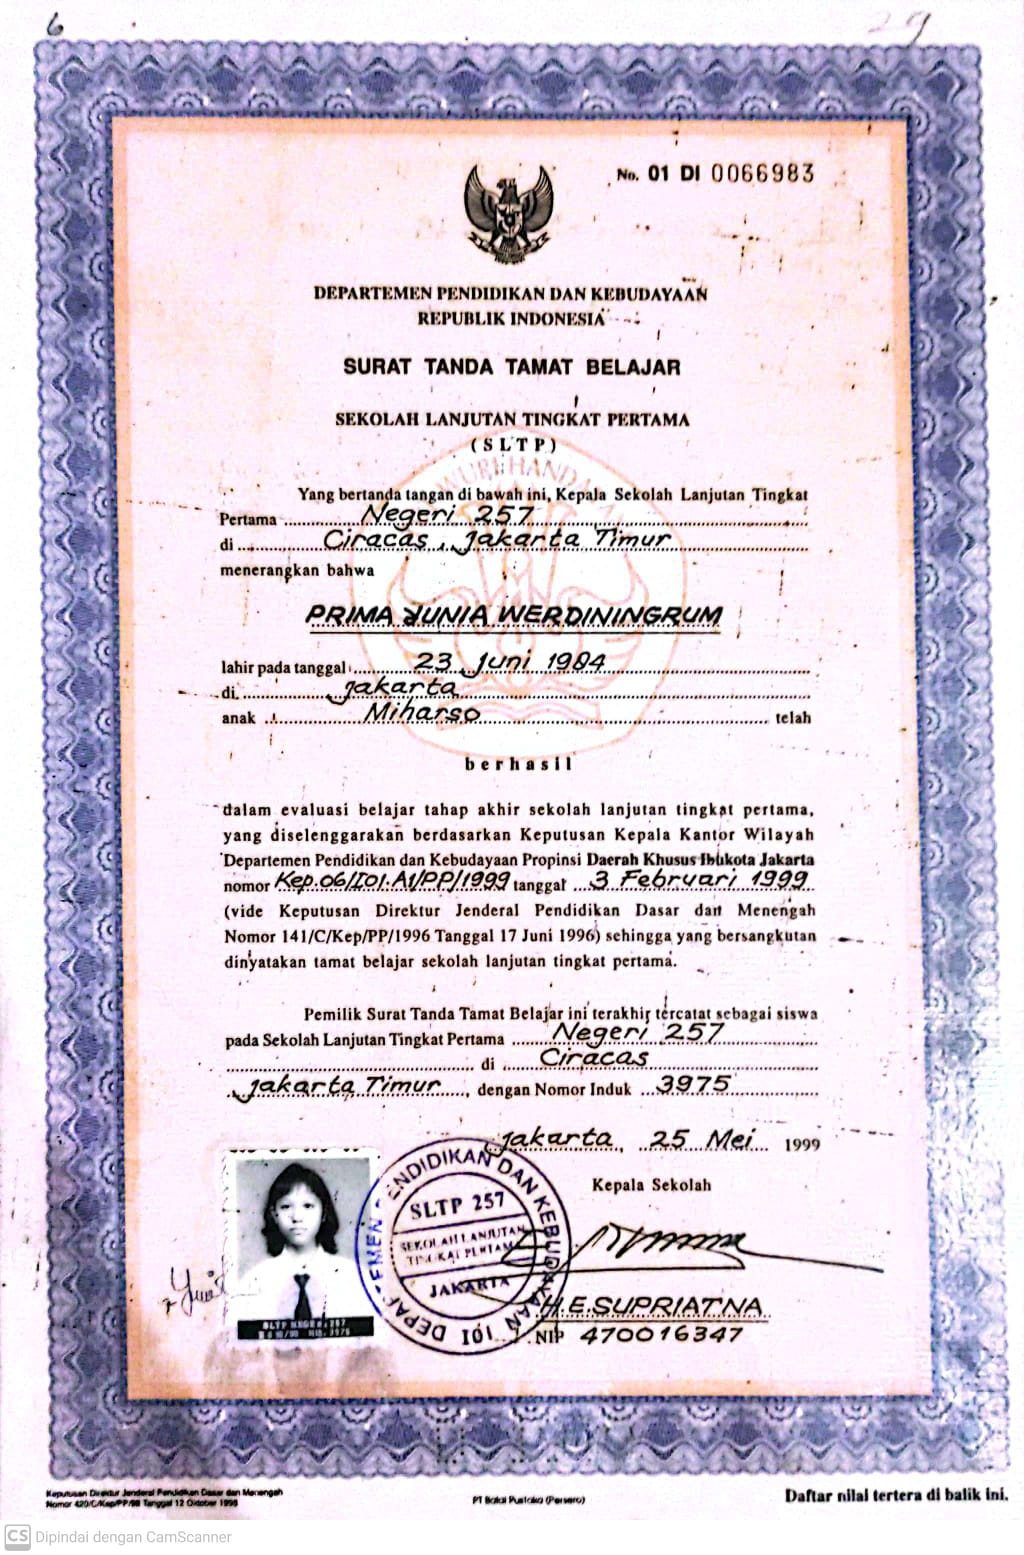 6
29
No. 01 DI 0066983
DEPARTEMEN PENDIDIKAN DAN KEBUDAYAAN
REPUBLIK INDONESIA
SURAT TANDA TAMAT BELAJAR
SEKOLAH LANJUTAN TINGKAT PERTAMA
(SLTP)
Yang bertanda tangan di bawah ini, Kepala Sekolah Lanjutan Tingkat
Pertama Negeri 257
di Ciracas, Jakarta Timur
menerangkan bahwa
PRIMA JUNIA WERDININGRUM
lahir pada tanggal 23 Juni 1984
di Jakarta
anak Miharso telah
berhasil
dalam evaluasi belajar tahap akhir sekolah lanjutan tingkat pertama,
yang diselenggarakan berdasarkan Keputusan Kepala Kantor Wilayah
Departemen Pendidikan dan Kebudayaan Propinsi Daerah Khusus Ibukota Jakarta
nomor Kep.06/I01.A1/PP/1999 tanggal 3 Februari 1999
(vide Keputusan Direktur Jenderal Pendidikan Dasar dan Menengah
Nomor 141/C/Kep/PP/1996 Tanggal 17 Juni 1996) sehingga yang bersangkutan
dinyatakan tamat belajar sekolah lanjutan tingkat pertama.
Pemilik Surat Tanda Tamat Belajar ini terakhir tercatat sebagai siswa
pada Sekolah Lanjutan Tingkat Pertama Negeri 257
di Ciracas
Jakarta Timur, dengan Nomor Induk 3975
Jakarta, 25 Mei 1999
Kepala Sekolah
DEPARTEMEN PENDIDIKAN DAN KEBUDAYAAN I01
SLTP 257
SEKOLAH LANJUTAN
TINGKAT PERTAMA
JAKARTA
H.E.SUPRIATNA
NIP 470016347
Keputusan Direktur Jenderal Pendidikan Dasar dan Menengah
Tanggal 12 Oktober 1998
PT Balai Pustaka (Persero)
Daftar nilai tertera di balik ini.
CS Dipindai dengan CamScanner